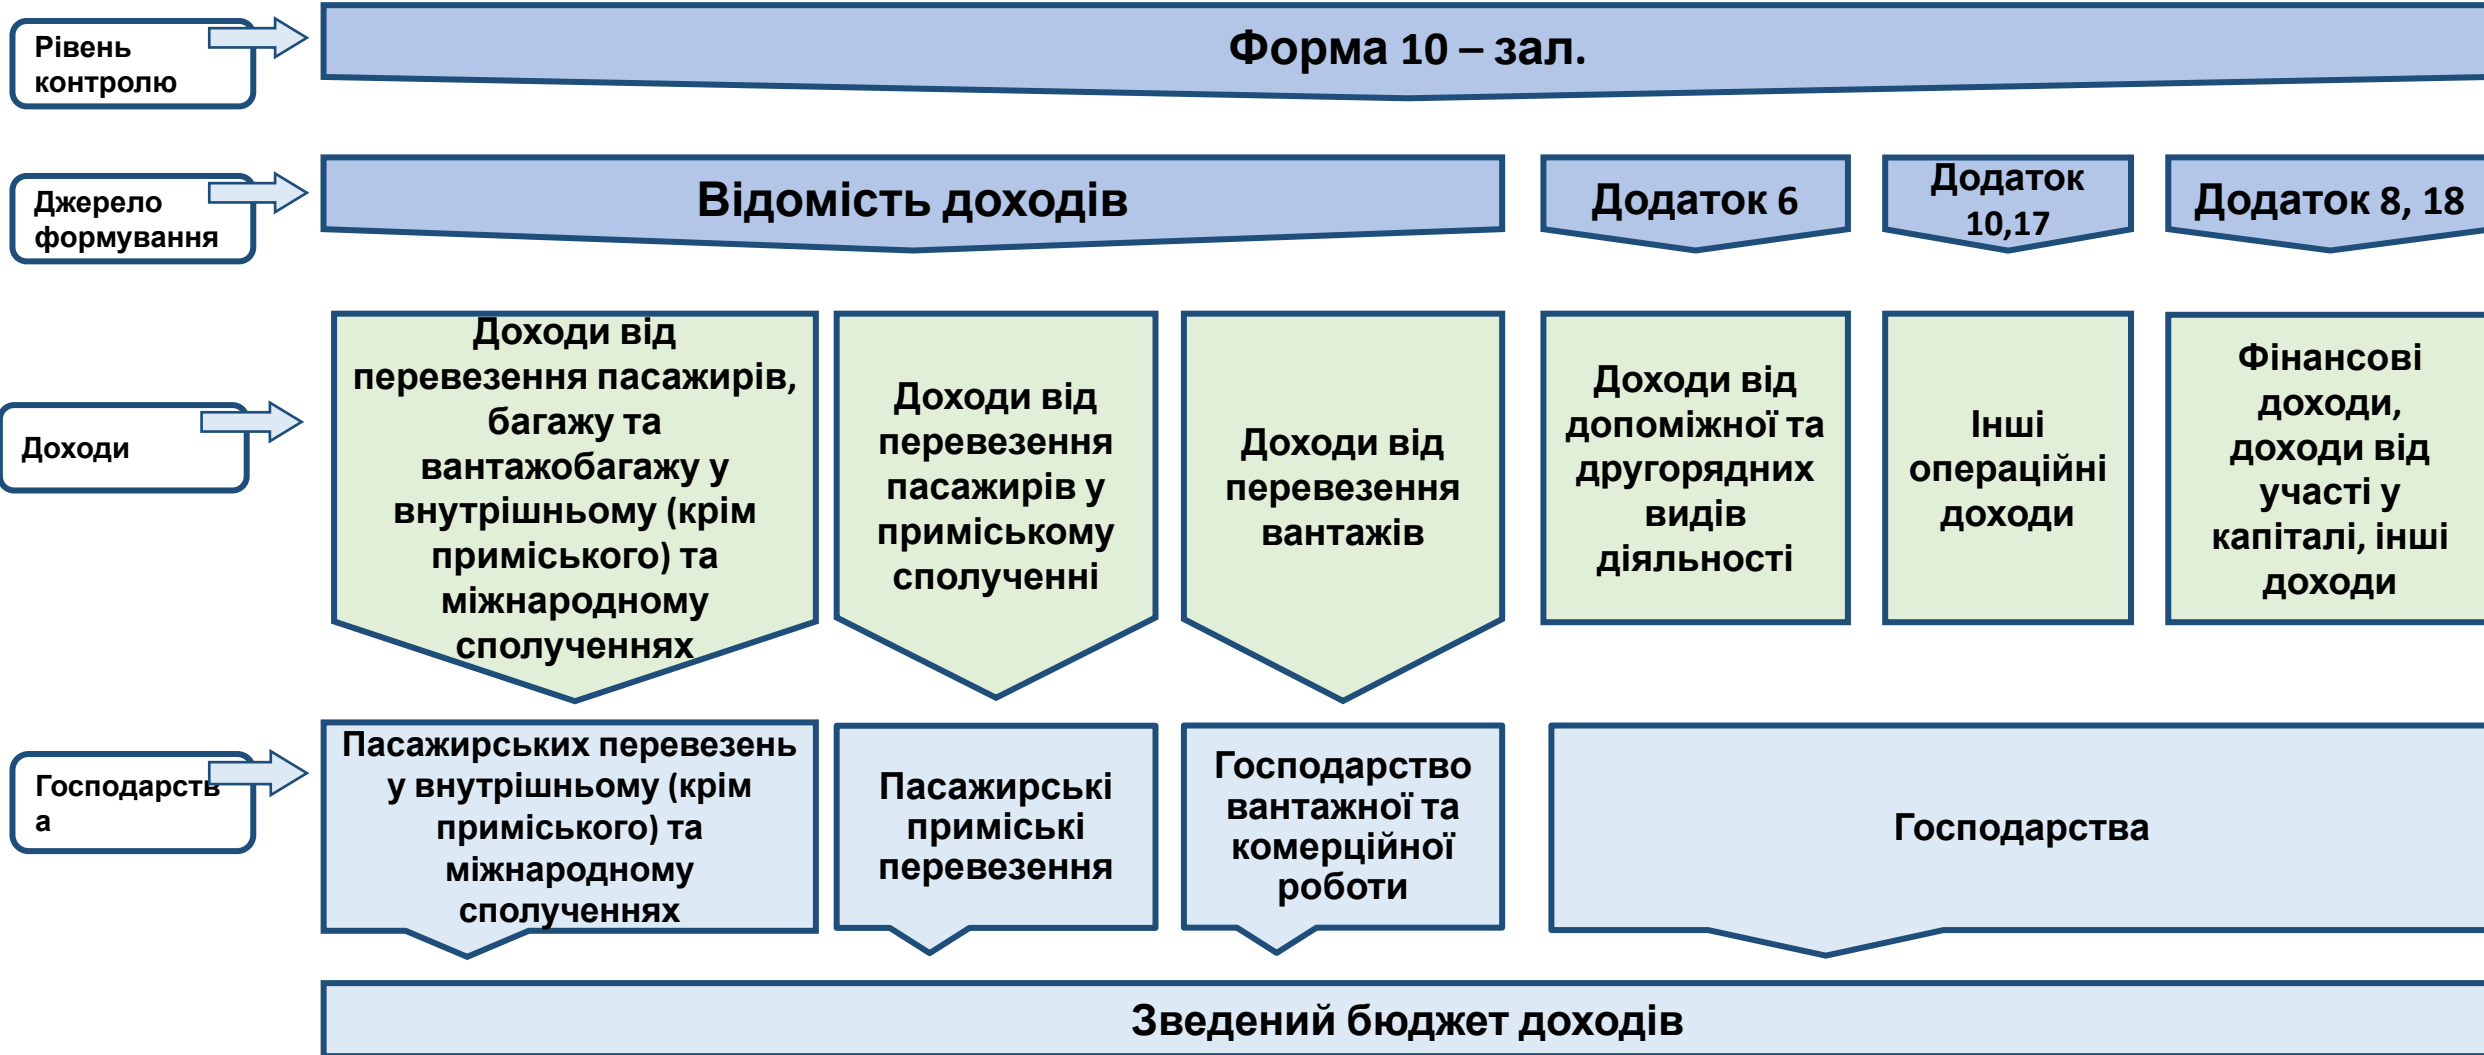 Рівень
контролю
Форма 10 – зал.
Джерело
формування
Відомість доходів
Додаток 6
Додаток
10,17
Додаток 8, 18
Доходи
Доходи від
перевезення пасажирів,
багажу та
вантажобагажу у
внутрішньому (крім
приміського) та
міжнародному
сполученнях
Доходи від
перевезення
пасажирів у
приміському
сполученні
Доходи від
перевезення
вантажів
Доходи від
допоміжної та
другорядних
видів
діяльності
Інші
операційні
доходи
Фінансові
доходи,
доходи від
участі у
капіталі, інші
доходи
Господарств
а
Пасажирських перевезень
у внутрішньому (крім
приміського) та
міжнародному
сполученнях
Пасажирські
приміські
перевезення
Господарство
вантажної та
комерційної
роботи
Господарства
Зведений бюджет доходів